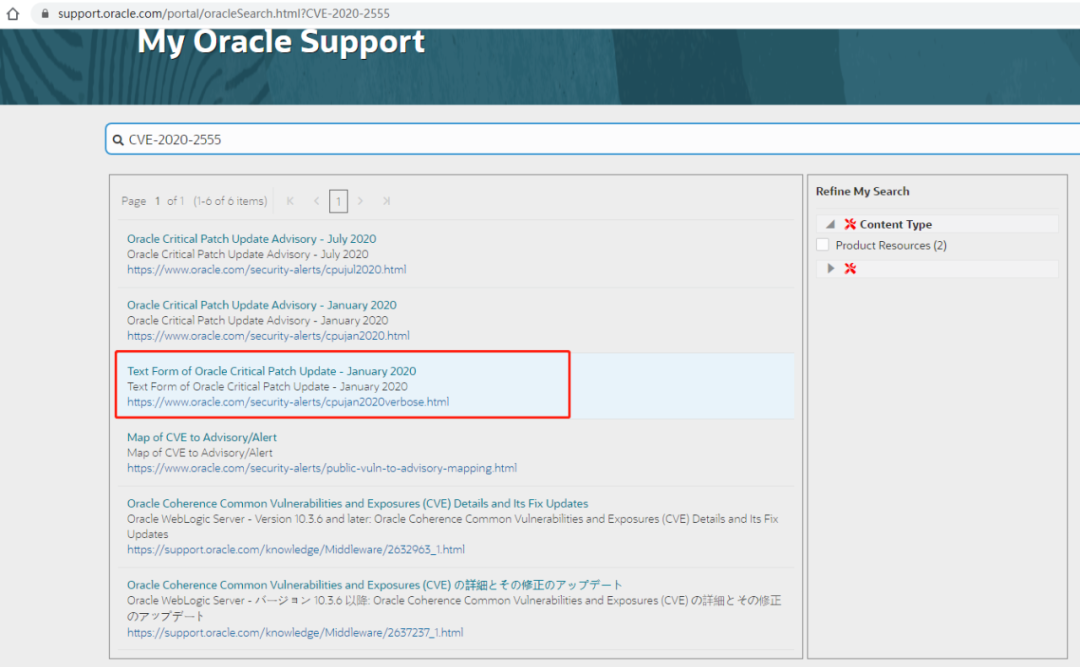 support.oracle.com/portal/oracleSearch.html?CVE-2020-2555
My Oracle Support
CVE-2020-2555
Page 1 of 1 (1-6 of 6 items) 1
Refine My Search
Content Type
Product Resources (2)
Oracle Critical Patch Update Advisory - July 2020
Oracle Critical Patch Update Advisory - July 2020
https://www.oracle.com/security-alerts/cpujul2020.html
Oracle Critical Patch Update Advisory - January 2020
Oracle Critical Patch Update Advisory - January 2020
https://www.oracle.com/security-alerts/cpujan2020.html
Text Form of Oracle Critical Patch Update - January 2020
Text Form of Oracle Critical Patch Update - January 2020
https://www.oracle.com/security-alerts/cpujan2020verbose.html
Map of CVE to Advisory/Alert
Map of CVE to Advisory/Alert
https://www.oracle.com/security-alerts/public-vuln-to-advisory-mapping.html
Oracle Coherence Common Vulnerabilities and Exposures (CVE) Details and Its Fix Updates
Oracle WebLogic Server - Version 10.3.6 and later: Oracle Coherence Common Vulnerabilities and Exposures (CVE) Details and Its Fix
Updates
https://support.oracle.com/knowledge/Middleware/2632963_1.html
Oracle Coherence Common Vulnerabilities and Exposures (CVE) の詳細とその修正のアップデート
Oracle WebLogic Server - バージョン 10.3.6 以降: Oracle Coherence Common Vulnerabilities and Exposures (CVE) の詳細とその修正
のアップデート
https://support.oracle.com/knowledge/Middleware/2637237_1.html